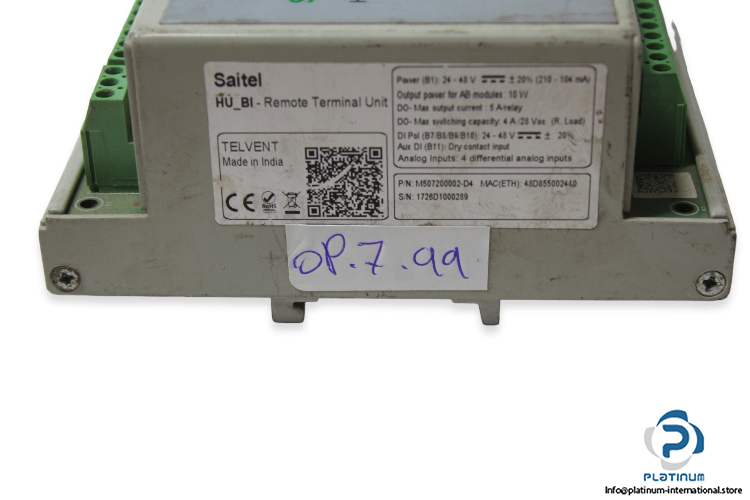 Saitel
HU_BI - Remote Terminal Unit
TELVENT
Made in India
CE
RoHS
Power (B1): 24 - 48 V ± 20% (210 - 104 mA)
Output power for AB modules: 10 W
DO- Max output current: 5 A/relay
DO- Max switching capacity: 4 A/28 Vdc (R. Load)
DI Pol (B7/B8/B9/B10): 24 - 48 V ± 20%
Aux DI (B11): Dry contact input
Analog Inputs: 4 differential analog inputs
P/N: M507200002-D4 MAC(ETH): 48D855002440
S/N: 1726D1000289
OP.7.99
PLATINUM
Info@platinum-international.store